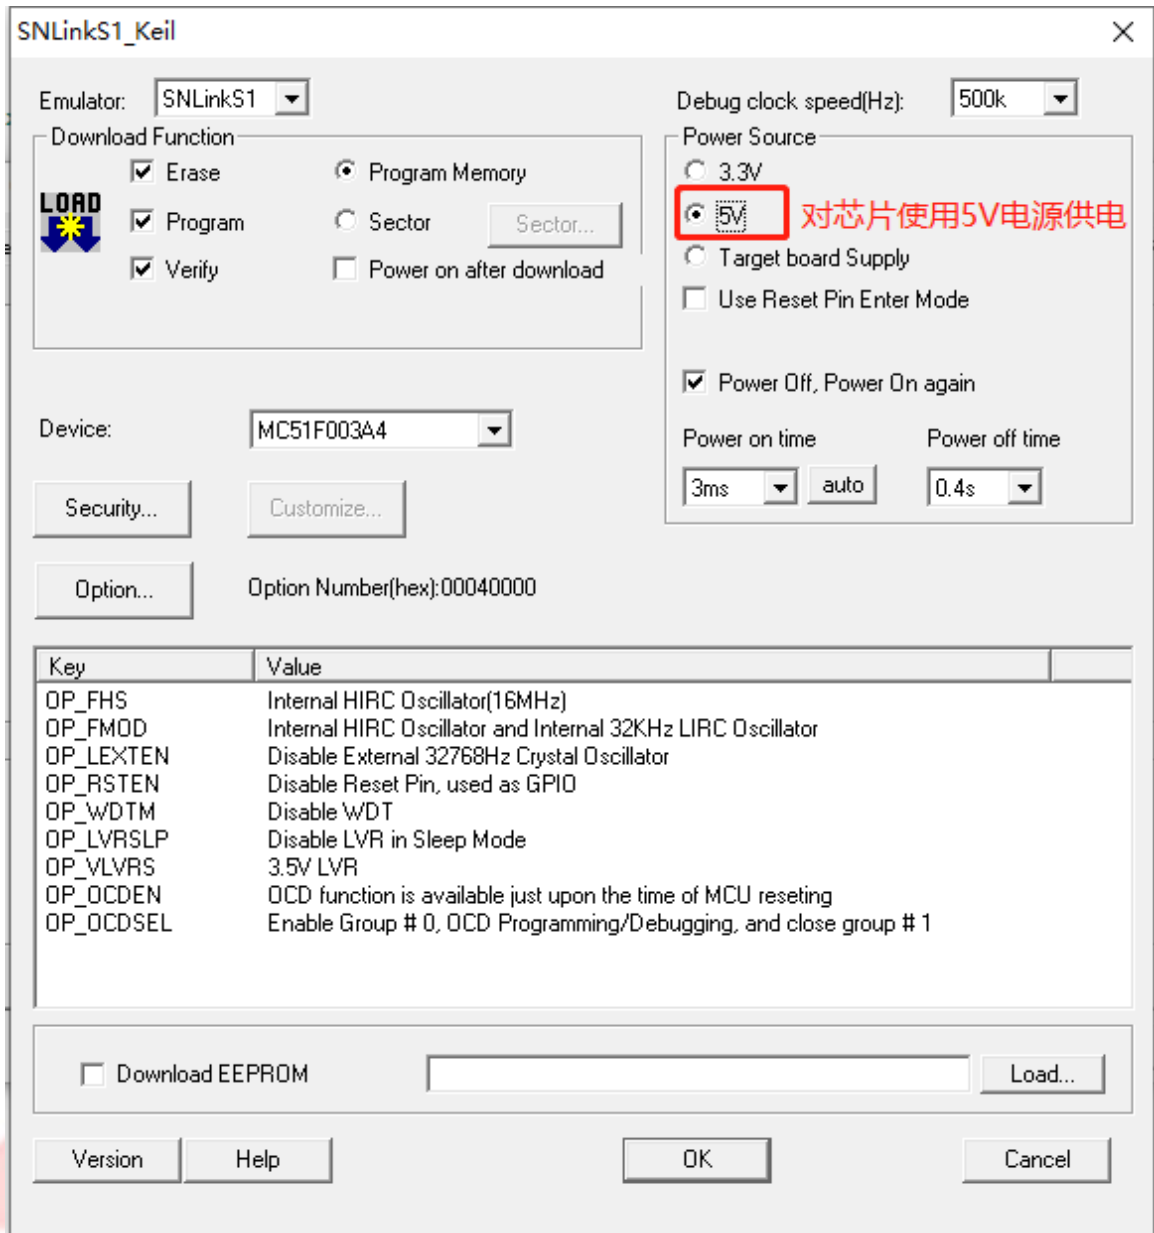 SNLinkS1_Keil
Emulator: SNLinkS1
Debug clock speed(Hz): 500k
Download Function
Erase
Program Memory
LOAD
Program
Sector
Sector...
Verify
Power on after download
Power Source
3.3V
5V 对芯片使用5V电源供电
Target board Supply
Use Reset Pin Enter Mode
Power Off, Power On again
Power on time Power off time
3ms auto 0.4s
Device: MC51F003A4
Security... Customize...
Option... Option Number(hex):00040000
Key Value
OP_FHS Internal HIRC Oscillator(16MHz)
OP_FMOD Internal HIRC Oscillator and Internal 32KHz LIRC Oscillator
OP_LEXTEN Disable External 32768Hz Crystal Oscillator
OP_RSTEN Disable Reset Pin, used as GPIO
OP_WDTM Disable WDT
OP_LVRSLP Disable LVR in Sleep Mode
OP_VLVRS 3.5V LVR
OP_OCDEN OCD function is available just upon the time of MCU reseting
OP_OCDSEL Enable Group # 0, OCD Programming/Debugging, and close group # 1
Download EEPROM Load...
Version Help OK Cancel